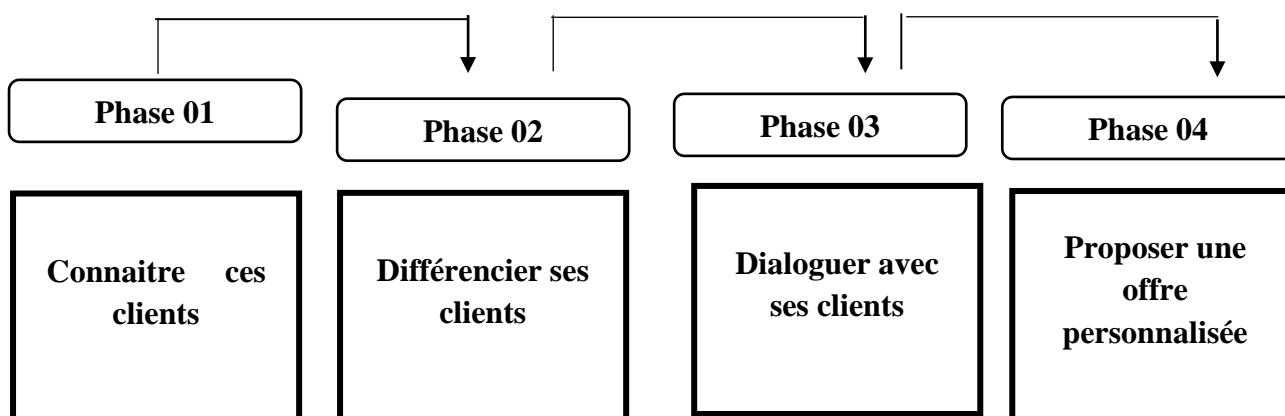 Phase 01
Phase 02
Phase 03
Phase 04
Connaitre ces
clients
Différencier ses
clients
Dialoguer avec
ses clients
Proposer une
offre
personnalisée